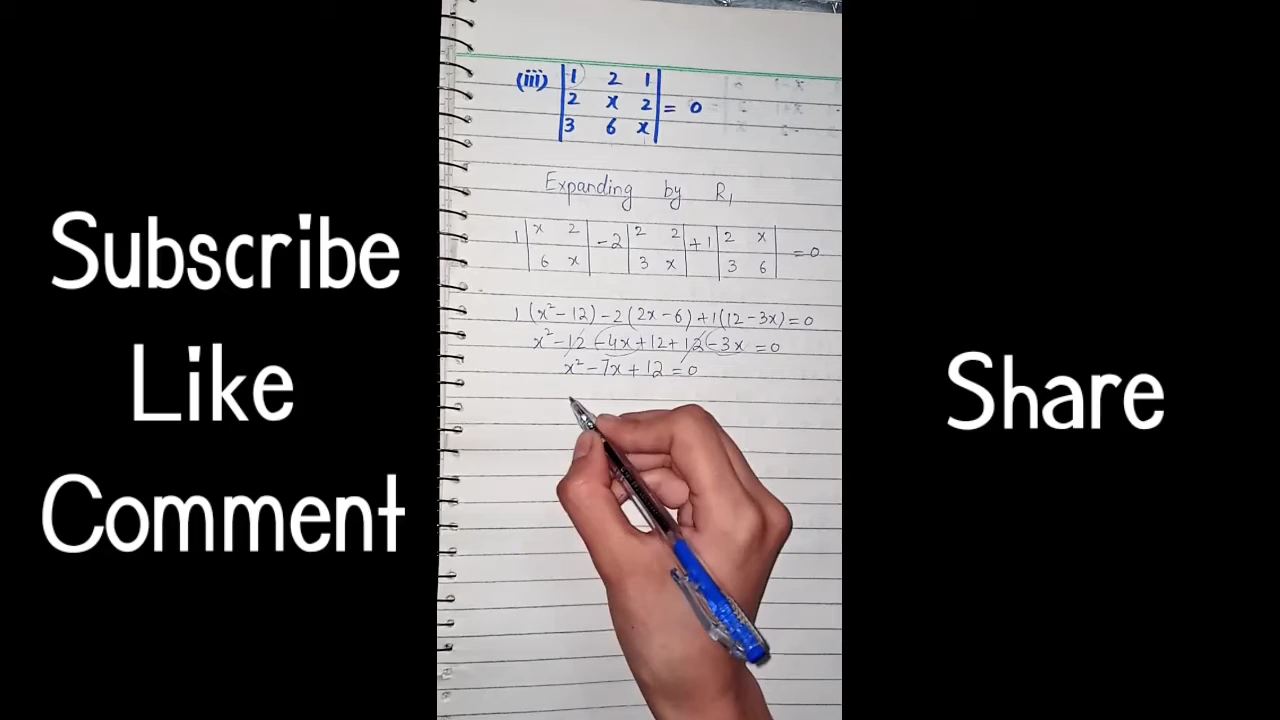 Subscribe
Like
Comment
(iii) | 1 2 1 |
| 2 x 2 | = 0
| 3 6 x |
Expanding by R₁
1 | x 2 | - 2 | 2 2 | + 1 | 2 x | = 0
| 6 x | | 3 x | | 3 6 |
1 (x² - 12) - 2 (2x - 6) + 1 (12 - 3x) = 0
x² - 12 - 4x + 12 + 12 - 3x = 0
x² - 7x + 12 = 0
Share